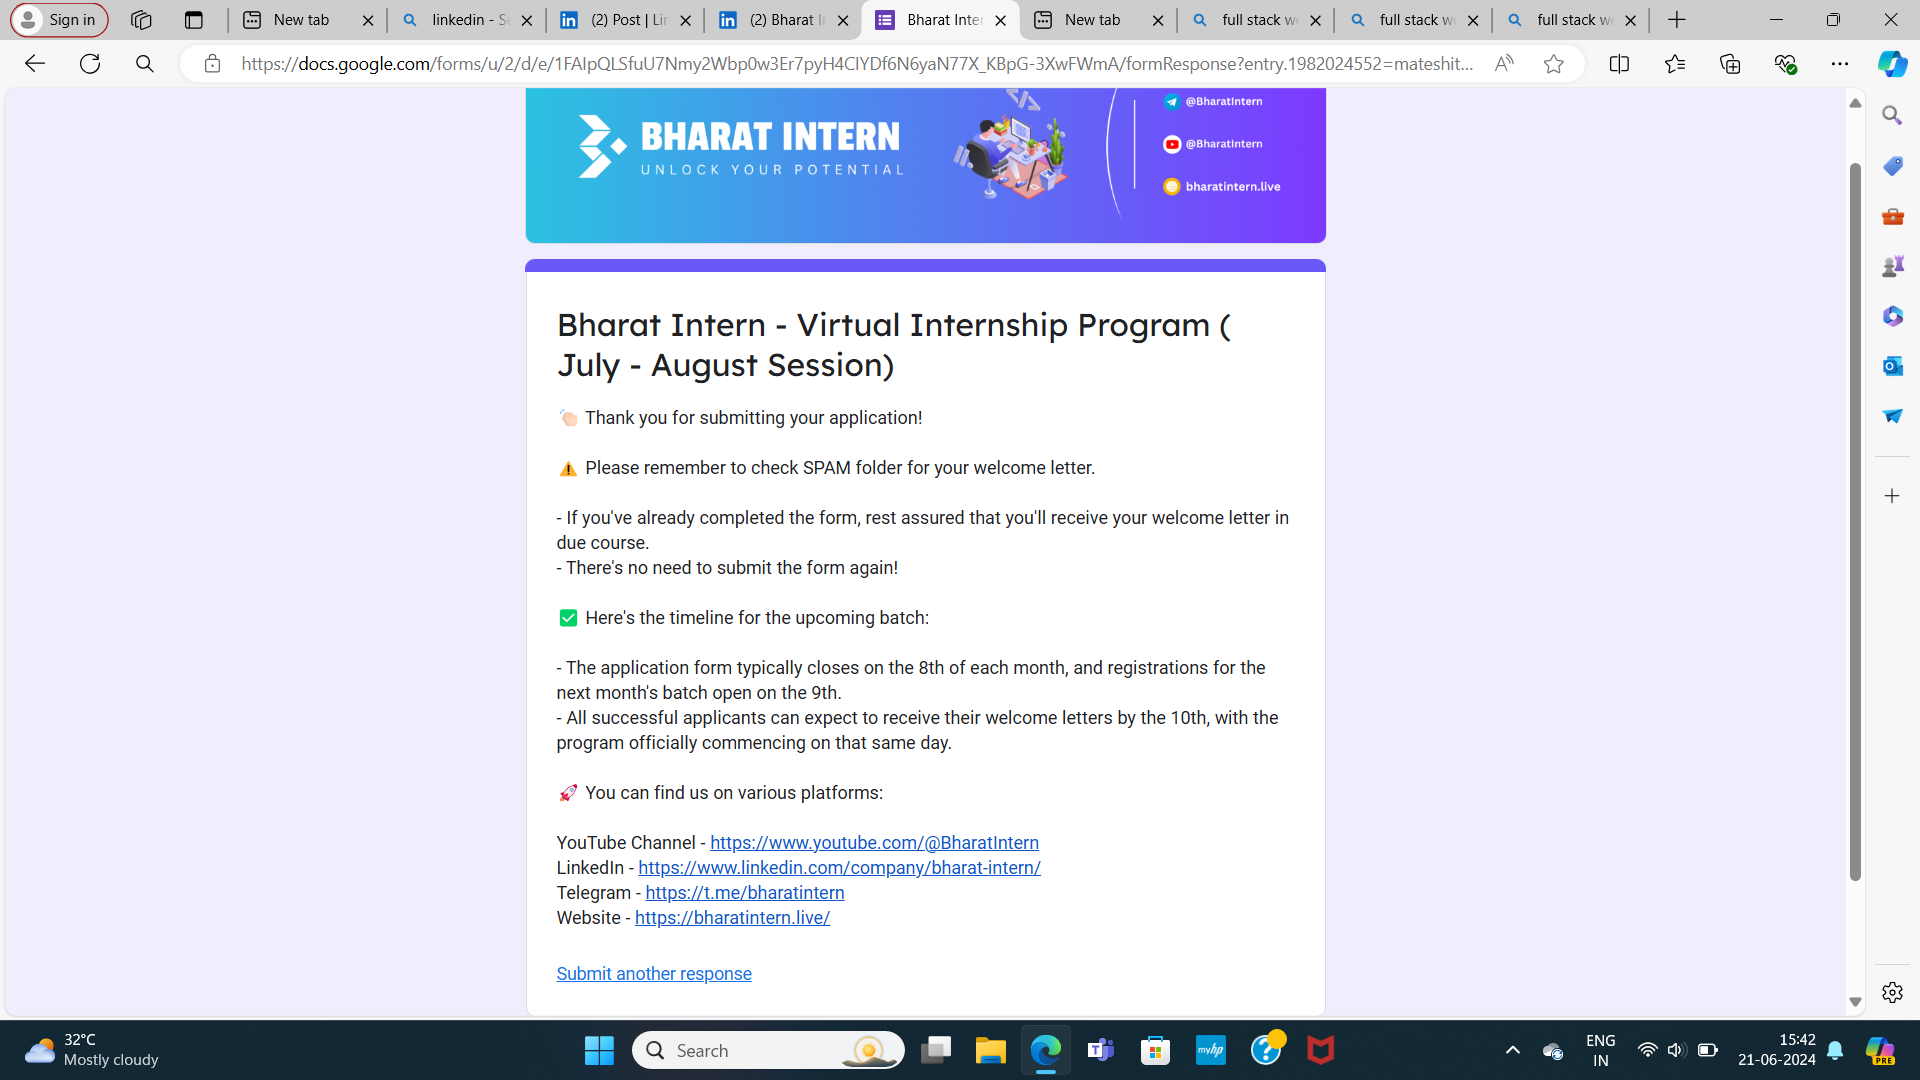 Sign in
New tab
linkedin - Se
(2) Post | Lin
(2) Bharat In
Bharat Inter
New tab
full stack we
full stack we
full stack we
https://docs.google.com/forms/u/2/d/e/1FAIpQLSfuU7Nmy2Wbp0w3Er7pyH4CIYDf6N6yaN77X_KBpG-3XwFWmA/formResponse?entry.1982024552=mateshit...
BHARAT INTERN
UNLOCK YOUR POTENTIAL
@BharatIntern
@BharatIntern
bharatintern.live
Bharat Intern - Virtual Internship Program (
July - August Session)
👏🏻 Thank you for submitting your application!
⚠️ Please remember to check SPAM folder for your welcome letter.
- If you've already completed the form, rest assured that you'll receive your welcome letter in
due course.
- There's no need to submit the form again!
✅ Here's the timeline for the upcoming batch:
- The application form typically closes on the 8th of each month, and registrations for the
next month's batch open on the 9th.
- All successful applicants can expect to receive their welcome letters by the 10th, with the
program officially commencing on that same day.
🚀 You can find us on various platforms:
YouTube Channel - https://www.youtube.com/@BharatIntern
LinkedIn - https://www.linkedin.com/company/bharat-intern/
Telegram - https://t.me/bharatintern
Website - https://bharatintern.live/
Submit another response
32°C
Mostly cloudy
Search
myhp
ENG
IN
15:42
21-06-2024
PRE